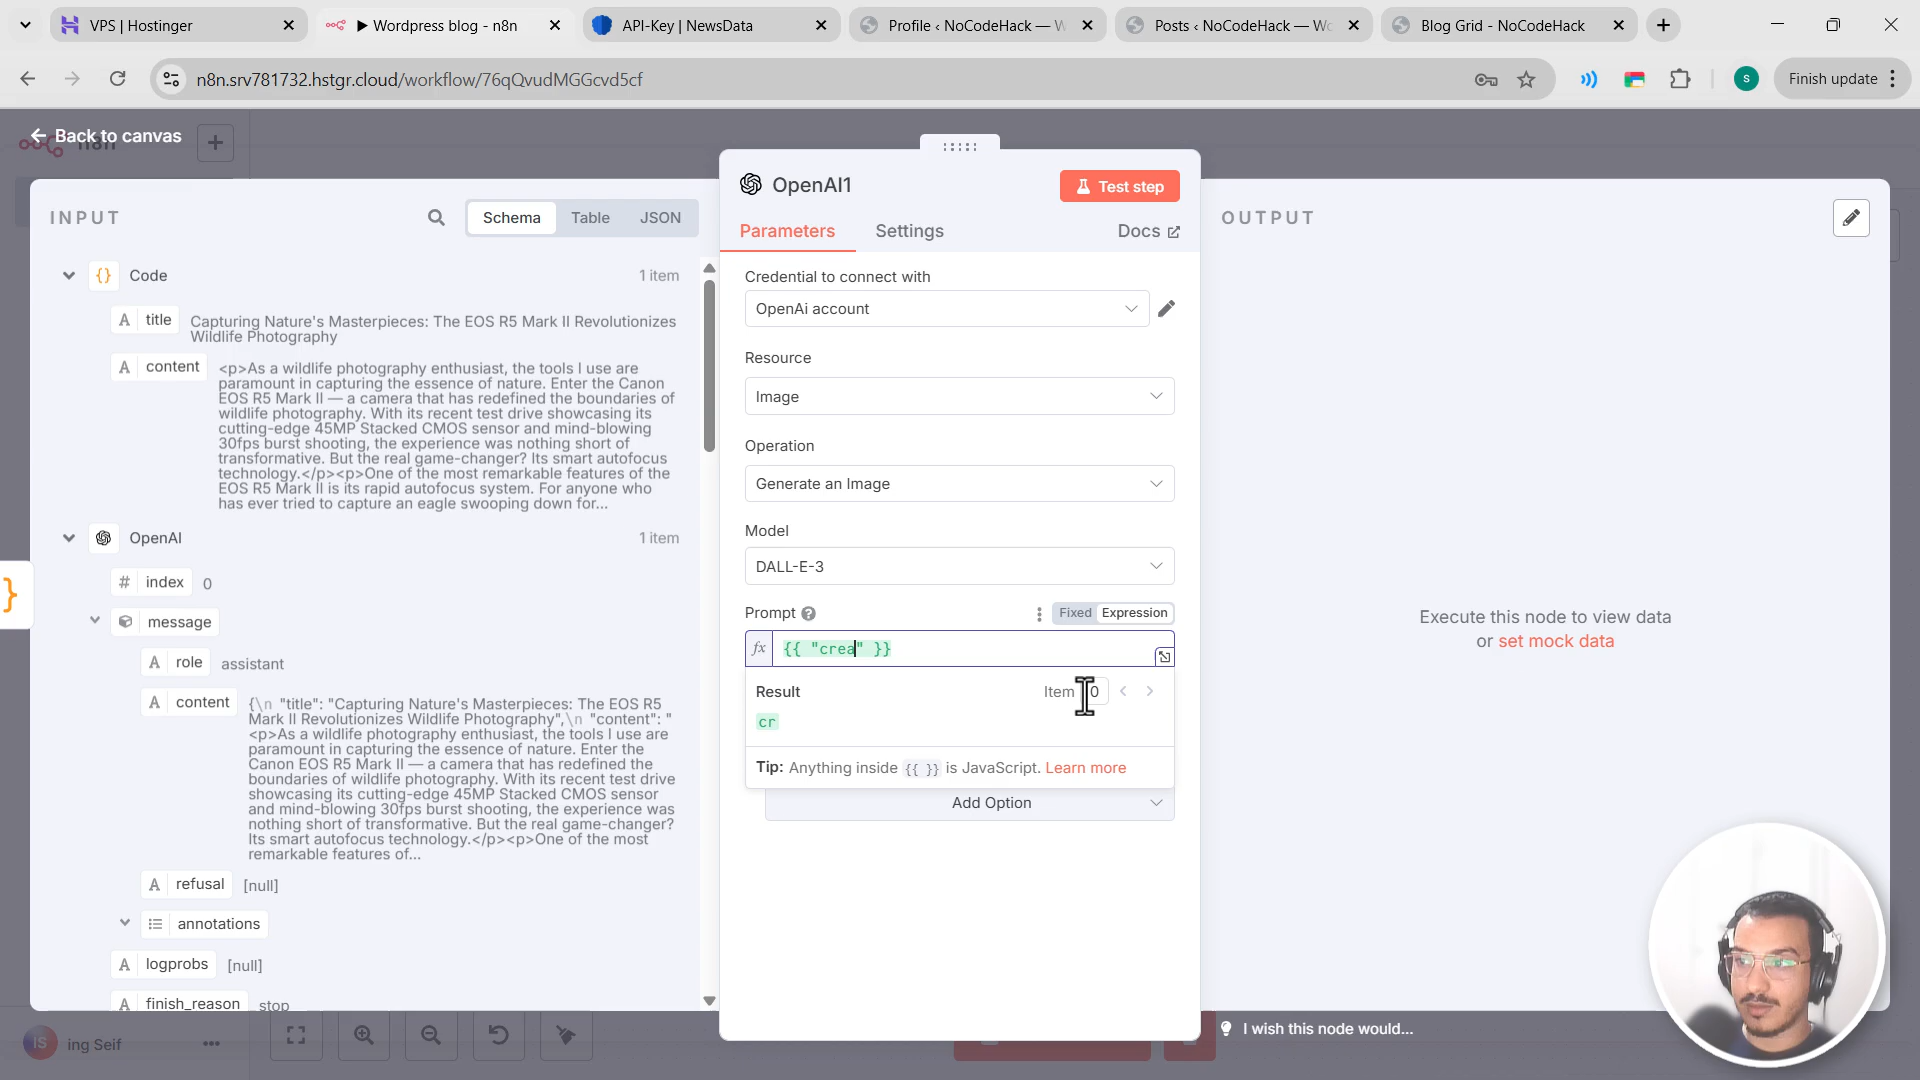 VPS | Hostinger
▶ Wordpress blog - n8n
API-Key | NewsData
Profile ‹ NoCodeHack — W
Posts ‹ NoCodeHack — Wo
Blog Grid - NoCodeHack
n8n.srv781732.hstgr.cloud/workflow/76qQvudMGGcvd5cf
S
Finish update
Back to canvas
n8n
INPUT
Schema
Table
JSON
Code
1 item
A title
Capturing Nature's Masterpieces: The EOS R5 Mark II Revolutionizes
Wildlife Photography
A content
<p>As a wildlife photography enthusiast, the tools I use are
paramount in capturing the essence of nature. Enter the Canon
EOS R5 Mark II — a camera that has redefined the boundaries of
wildlife photography. With its recent test drive showcasing its
cutting-edge 45MP Stacked CMOS sensor and mind-blowing
30fps burst shooting, the experience was nothing short of
transformative. But the real game-changer? Its smart autofocus
technology.</p><p>One of the most remarkable features of the
EOS R5 Mark II is its rapid autofocus system. For anyone who
has ever tried to capture an eagle swooping down for...
OpenAI
1 item
# index 0
message
A role assistant
A content
{\n "title": "Capturing Nature's Masterpieces: The EOS R5
Mark II Revolutionizes Wildlife Photography",\n "content": "
<p>As a wildlife photography enthusiast, the tools I use are
paramount in capturing the essence of nature. Enter the
Canon EOS R5 Mark II — a camera that has redefined the
boundaries of wildlife photography. With its recent test drive
showcasing its cutting-edge 45MP Stacked CMOS sensor
and mind-blowing 30fps burst shooting, the experience was
nothing short of transformative. But the real game-changer?
Its smart autofocus technology.</p><p>One of the most
remarkable features of...
A refusal [null]
annotations
A logprobs [null]
A finish_reason stop
IS ing Seif
OpenAI1
Test step
Parameters
Settings
Docs
Credential to connect with
OpenAi account
Resource
Image
Operation
Generate an Image
Model
DALL-E-3
Prompt
Fixed
Expression
fx {{ "crea" }}
Result
Item 0
cr
Tip: Anything inside {{ }} is JavaScript. Learn more
Add Option
OUTPUT
Execute this node to view data
or set mock data
I wish this node would...